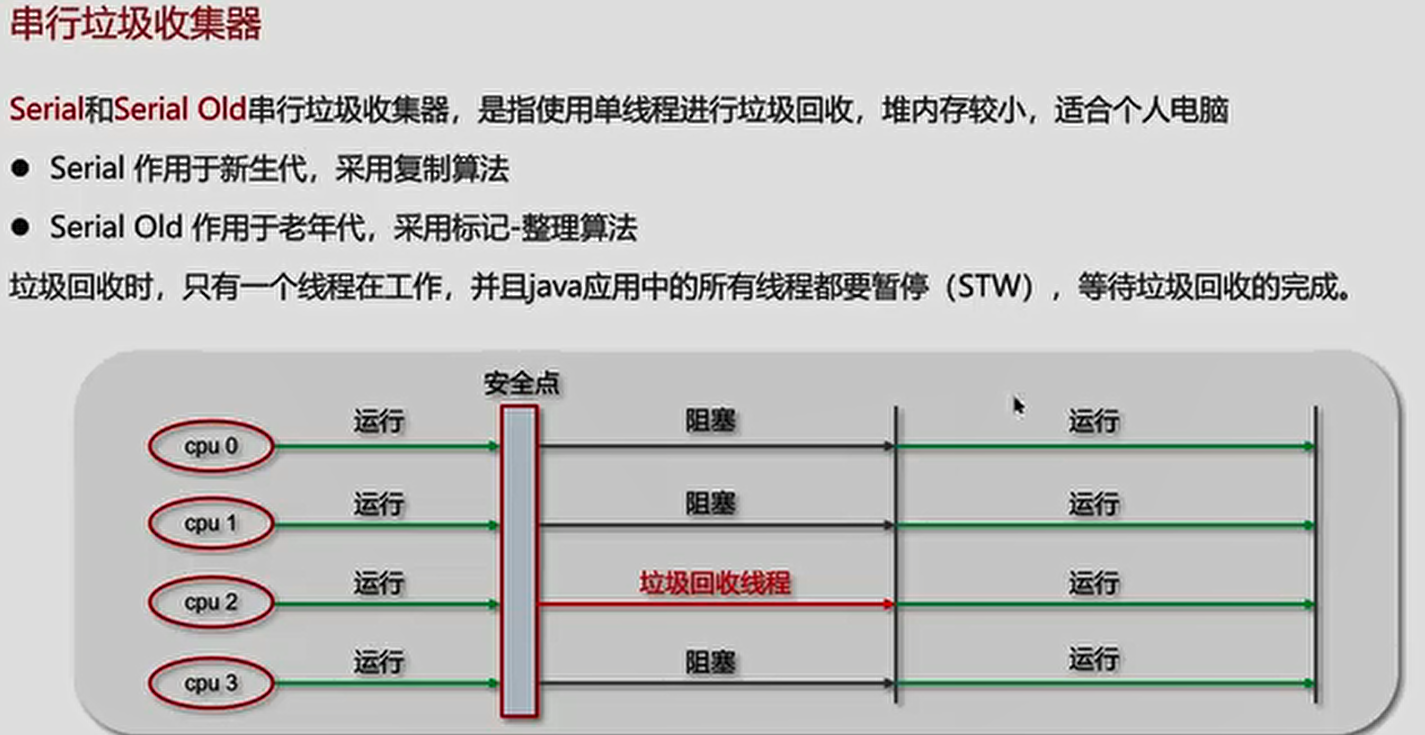 串行垃圾收集器
Serial和Serial Old串行垃圾收集器，是指使用单线程进行垃圾回收，堆内存较小，适合个人电脑
● Serial 作用于新生代，采用复制算法
● Serial Old 作用于老年代，采用标记-整理算法
垃圾回收时，只有一个线程在工作，并且java应用中的所有线程都要暂停（STW），等待垃圾回收的完成。
安全点
cpu 0 运行 阻塞 运行
cpu 1 运行 阻塞 运行
cpu 2 运行 垃圾回收线程 运行
cpu 3 运行 阻塞 运行